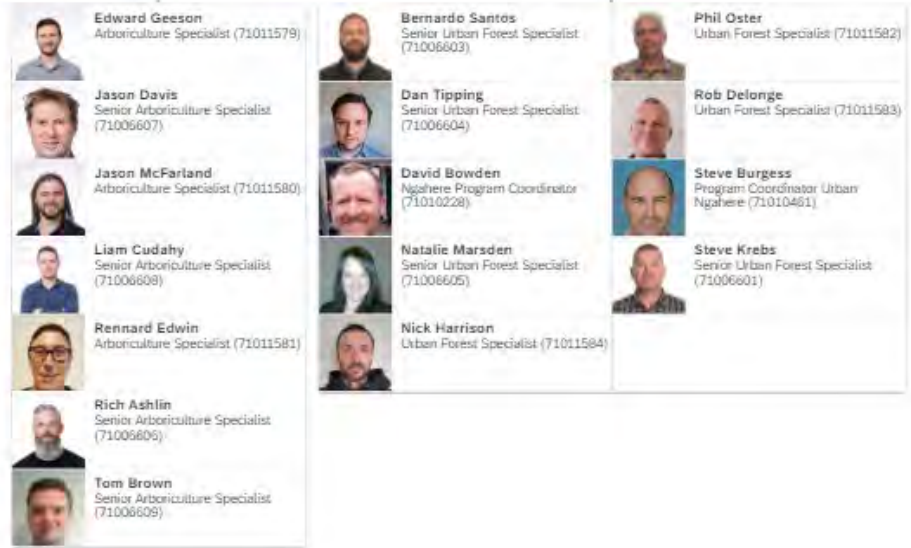 Edward Geeson
Arboriculture Specialist (71011579)
Jason Davis
Senior Arboriculture Specialist
(71006607)
Jason McFarland
Arboriculture Specialist (71011580)
Liam Cudahy
Senior Arboriculture Specialist
(71006608)
Rennard Edwin
Arboriculture Specialist (71011581)
Rich Ashlin
Senior Arboriculture Specialist
(71006606)
Tom Brown
Senior Arboriculture Specialist
(71006609)
Bernardo Santos
Senior Urban Forest Specialist
(71006603)
Dan Tipping
Senior Urban Forest Specialist
(71006604)
David Bowden
Ngahere Program Coordinator
(71010228)
Natalie Marsden
Senior Urban Forest Specialist
(71006605)
Nick Harrison
Urban Forest Specialist (71011584)
Phil Oster
Urban Forest Specialist (71011582)
Rob Delonge
Urban Forest Specialist (71011583)
Steve Burgess
Program Coordinator Urban
Ngahere (71010461)
Steve Krebs
Senior Urban Forest Specialist
(71006601)